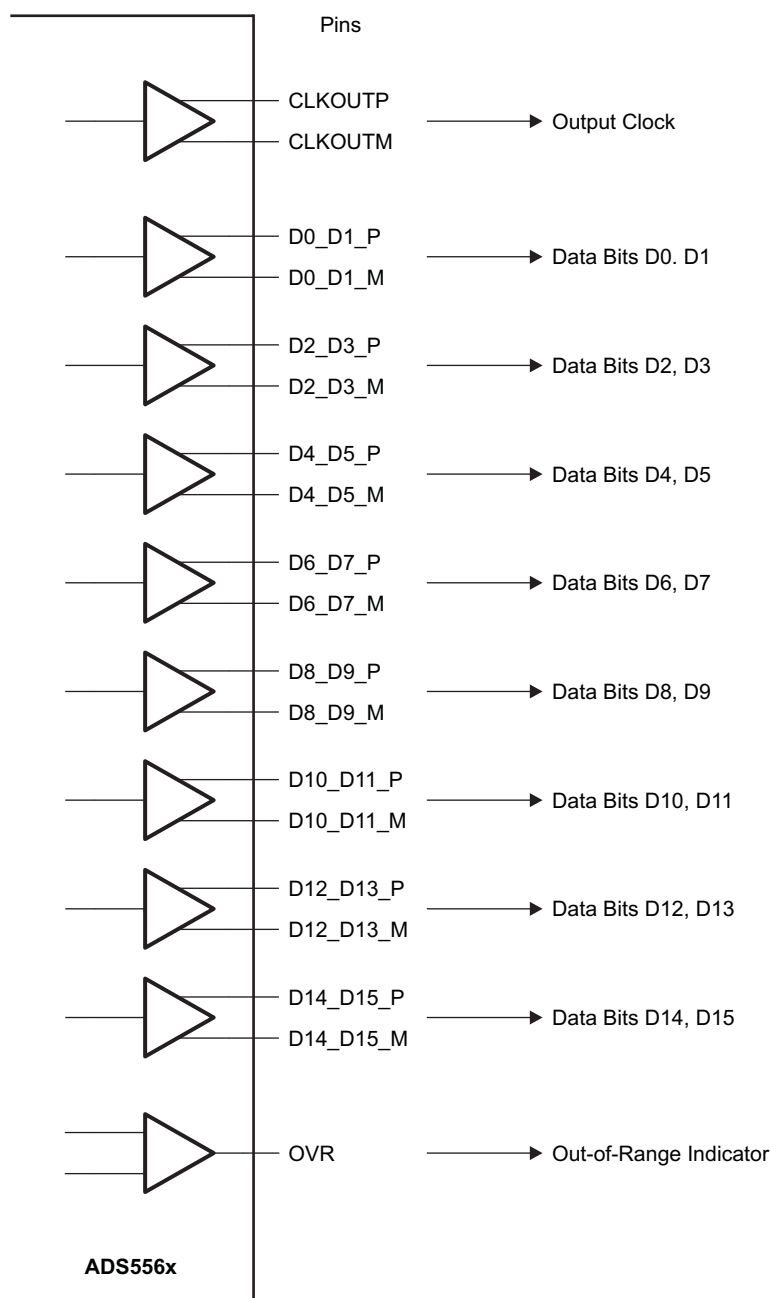 Pins
CLKOUTP
CLKOUTM
Output Clock
D0_D1_P
D0_D1_M
Data Bits D0. D1
D2_D3_P
D2_D3_M
Data Bits D2, D3
D4_D5_P
D4_D5_M
Data Bits D4, D5
D6_D7_P
D6_D7_M
Data Bits D6, D7
D8_D9_P
D8_D9_M
Data Bits D8, D9
D10_D11_P
D10_D11_M
Data Bits D10, D11
D12_D13_P
D12_D13_M
Data Bits D12, D13
D14_D15_P
D14_D15_M
Data Bits D14, D15
OVR
Out-of-Range Indicator
ADS556x